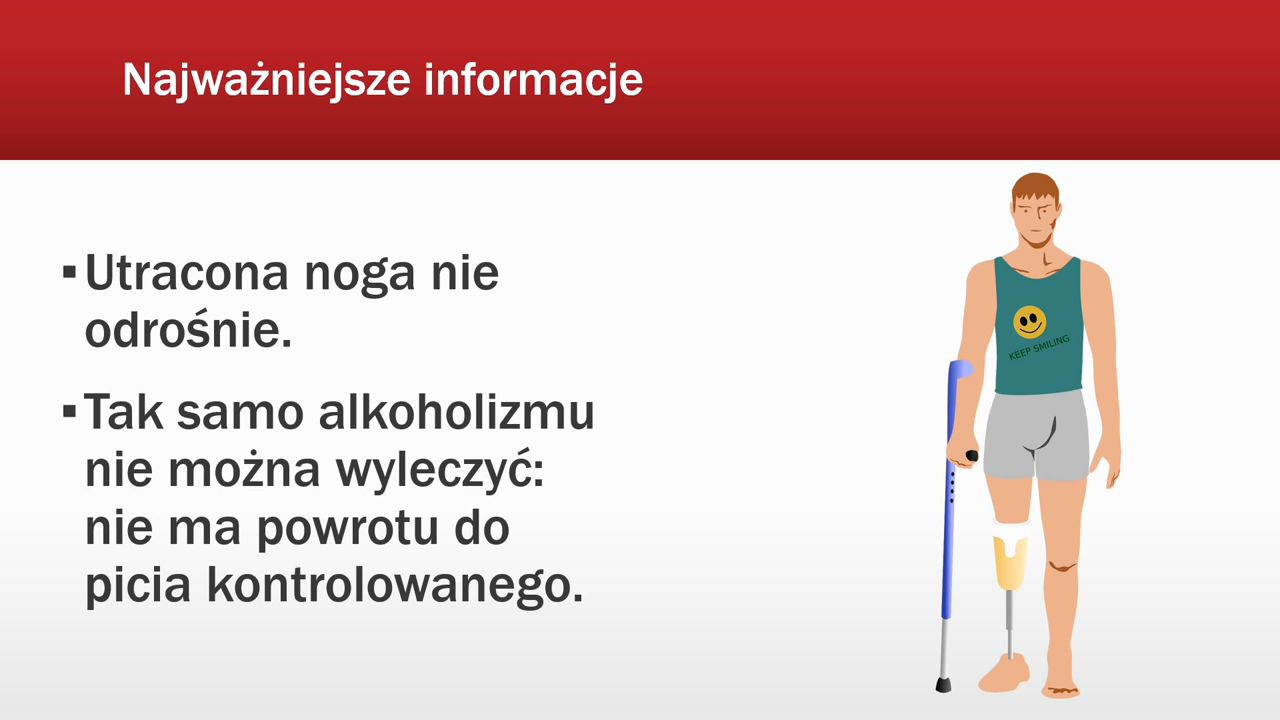 Najważniejsze informacje
▪Utracona noga nie
odrośnie.
▪Tak samo alkoholizmu
nie można wyleczyć:
nie ma powrotu do
picia kontrolowanego.
KEEP SMILING